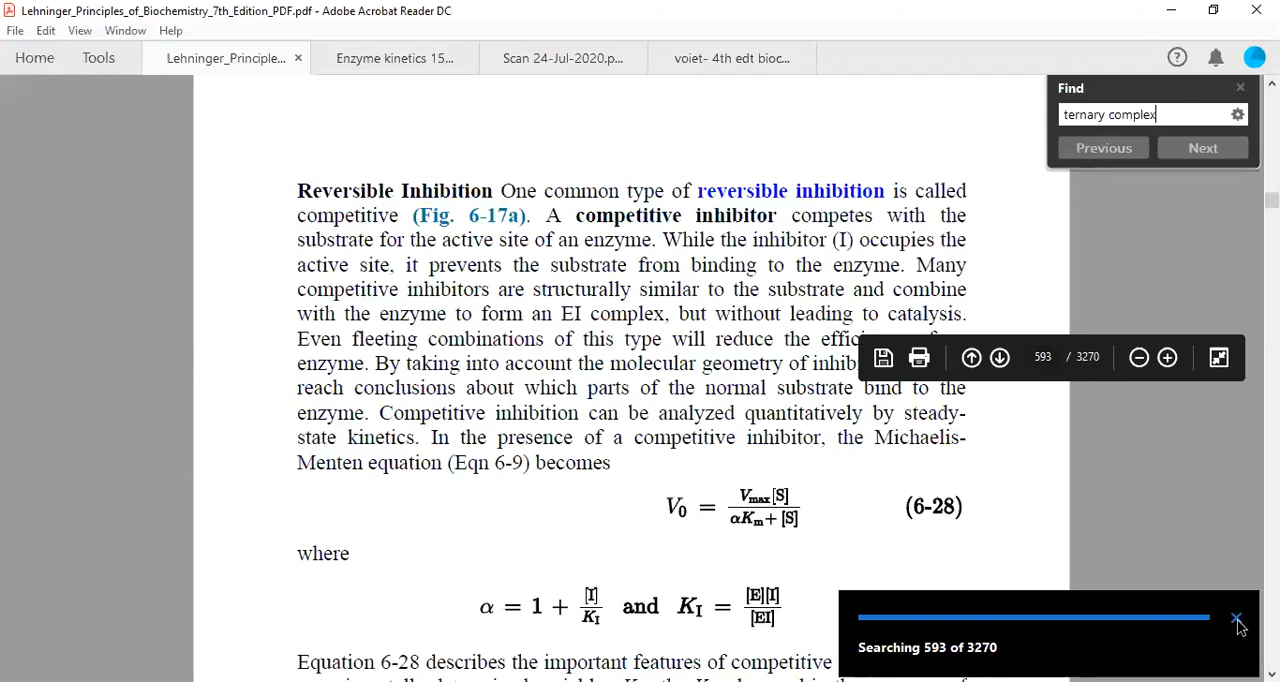 Lehninger_Principles_of_Biochemistry_7th_Edition_PDF.pdf - Adobe Acrobat Reader DC
File Edit View Window Help
Home Tools Lehninger_Principle... × Enzyme kinetics 15... Scan 24-Jul-2020.p... voiet- 4th edt bioc...
Find
ternary complex
Previous Next
Reversible Inhibition One common type of reversible inhibition is called
competitive (Fig. 6-17a). A competitive inhibitor competes with the
substrate for the active site of an enzyme. While the inhibitor (I) occupies the
active site, it prevents the substrate from binding to the enzyme. Many
competitive inhibitors are structurally similar to the substrate and combine
with the enzyme to form an EI complex, but without leading to catalysis.
Even fleeting combinations of this type will reduce the
enzyme. By taking into account the molecular geometry of
593 / 3270
reach conclusions about which parts of the normal substrate bind to the
enzyme. Competitive inhibition can be analyzed quantitatively by steady-
state kinetics. In the presence of a competitive inhibitor, the Michaelis-
Menten equation (Eqn 6-9) becomes
V0 = Vmax[S] / αKm + [S] (6-28)
where
α = 1 + [I] / KI and KI = [E][I] / [EI]
Equation 6-28 describes the important features of competitive
Searching 593 of 3270